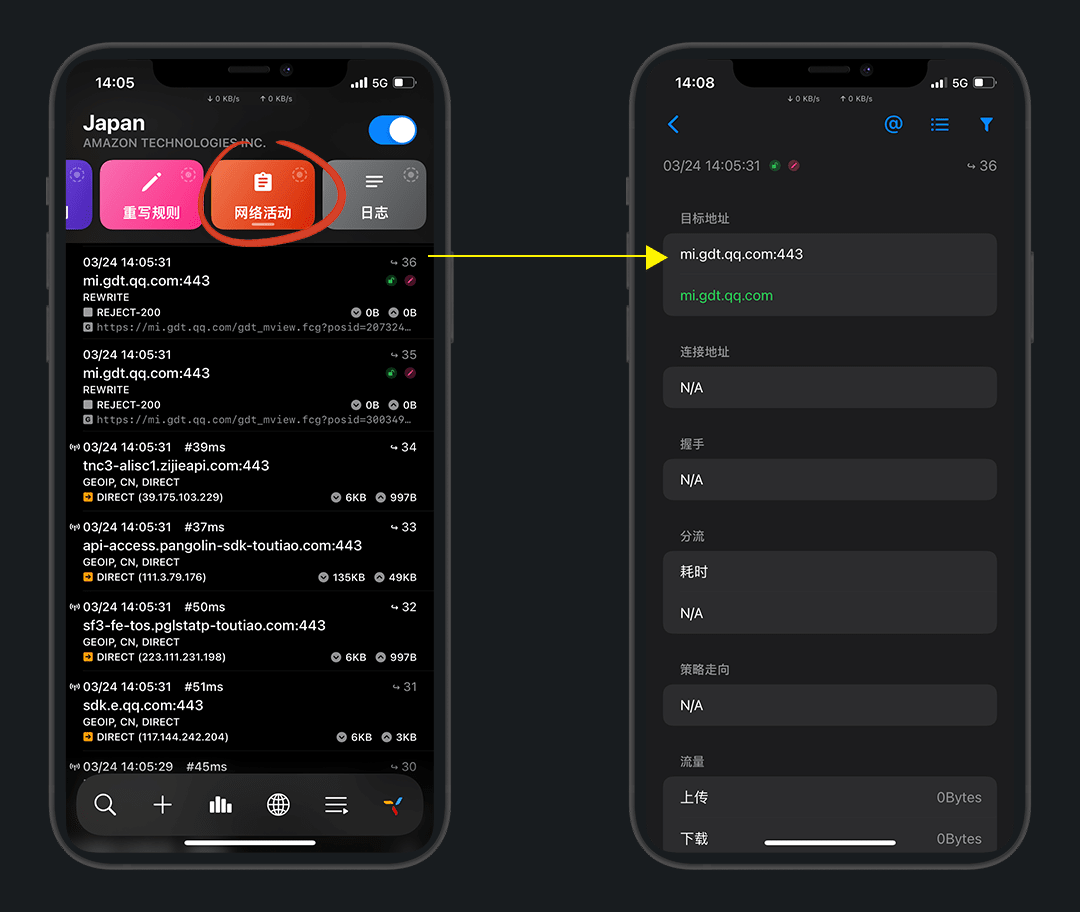 14:05
5G
↓ 0 KB/s ↑ 0 KB/s
Japan
AMAZON TECHNOLOGIES INC.
重写规则
网络活动
日志
03/24 14:05:31 36
mi.gdt.qq.com:443
REWRITE
REJECT-200 0B 0B
https://mi.gdt.qq.com/gdt_mview.fcg?posid=207324…
03/24 14:05:31 35
mi.gdt.qq.com:443
REWRITE
REJECT-200 0B 0B
https://mi.gdt.qq.com/gdt_mview.fcg?posid=300349…
03/24 14:05:31 #39ms 34
tnc3-alisc1.zijieapi.com:443
GEOIP, CN, DIRECT
DIRECT (39.175.103.229) 6KB 997B
03/24 14:05:31 #37ms 33
api-access.pangolin-sdk-toutiao.com:443
GEOIP, CN, DIRECT
DIRECT (111.3.79.176) 135KB 49KB
03/24 14:05:31 #50ms 32
sf3-fe-tos.pglstatp-toutiao.com:443
GEOIP, CN, DIRECT
DIRECT (223.111.231.198) 6KB 997B
03/24 14:05:31 #51ms 31
sdk.e.qq.com:443
GEOIP, CN, DIRECT
DIRECT (117.144.242.204) 6KB 3KB
03/24 14:05:29 #45ms 30
14:08
5G
↓ 0 KB/s ↑ 0 KB/s
03/24 14:05:31 36
目标地址
mi.gdt.qq.com:443
mi.gdt.qq.com
连接地址
N/A
握手
N/A
分流
耗时
N/A
策略走向
N/A
流量
上传 0Bytes
下载 0Bytes